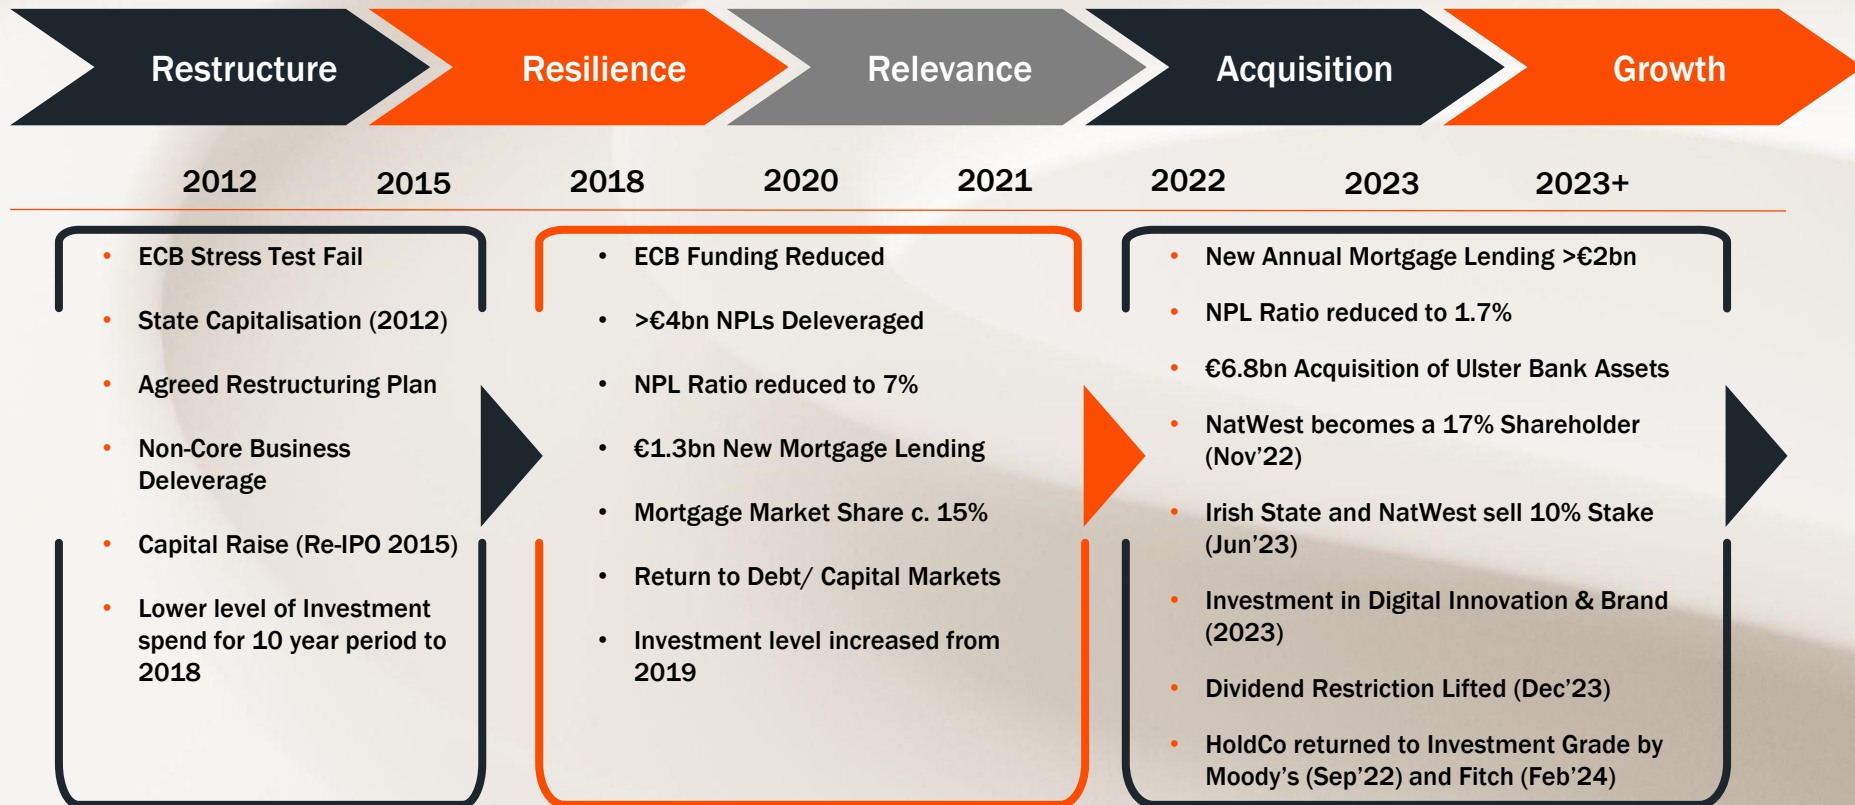 Restructure
Resilience
Relevance
Acquisition
Growth
2012
2015
2018
2020
2021
2022
2023
2023+
• ECB Stress Test Fail
• State Capitalisation (2012)
• Agreed Restructuring Plan
• Non-Core Business
Deleverage
• Capital Raise (Re-IPO 2015)
• Lower level of Investment
spend for 10 year period to
2018
• ECB Funding Reduced
• >€4bn NPLs Deleveraged
• NPL Ratio reduced to 7%
• €1.3bn New Mortgage Lending
• Mortgage Market Share c. 15%
• Return to Debt/ Capital Markets
• Investment level increased from
2019
• New Annual Mortgage Lending >€2bn
• NPL Ratio reduced to 1.7%
• €6.8bn Acquisition of Ulster Bank Assets
• NatWest becomes a 17% Shareholder
(Nov’22)
• Irish State and NatWest sell 10% Stake
(Jun’23)
• Investment in Digital Innovation & Brand
(2023)
• Dividend Restriction Lifted (Dec’23)
• HoldCo returned to Investment Grade by
Moody’s (Sep’22) and Fitch (Feb’24)